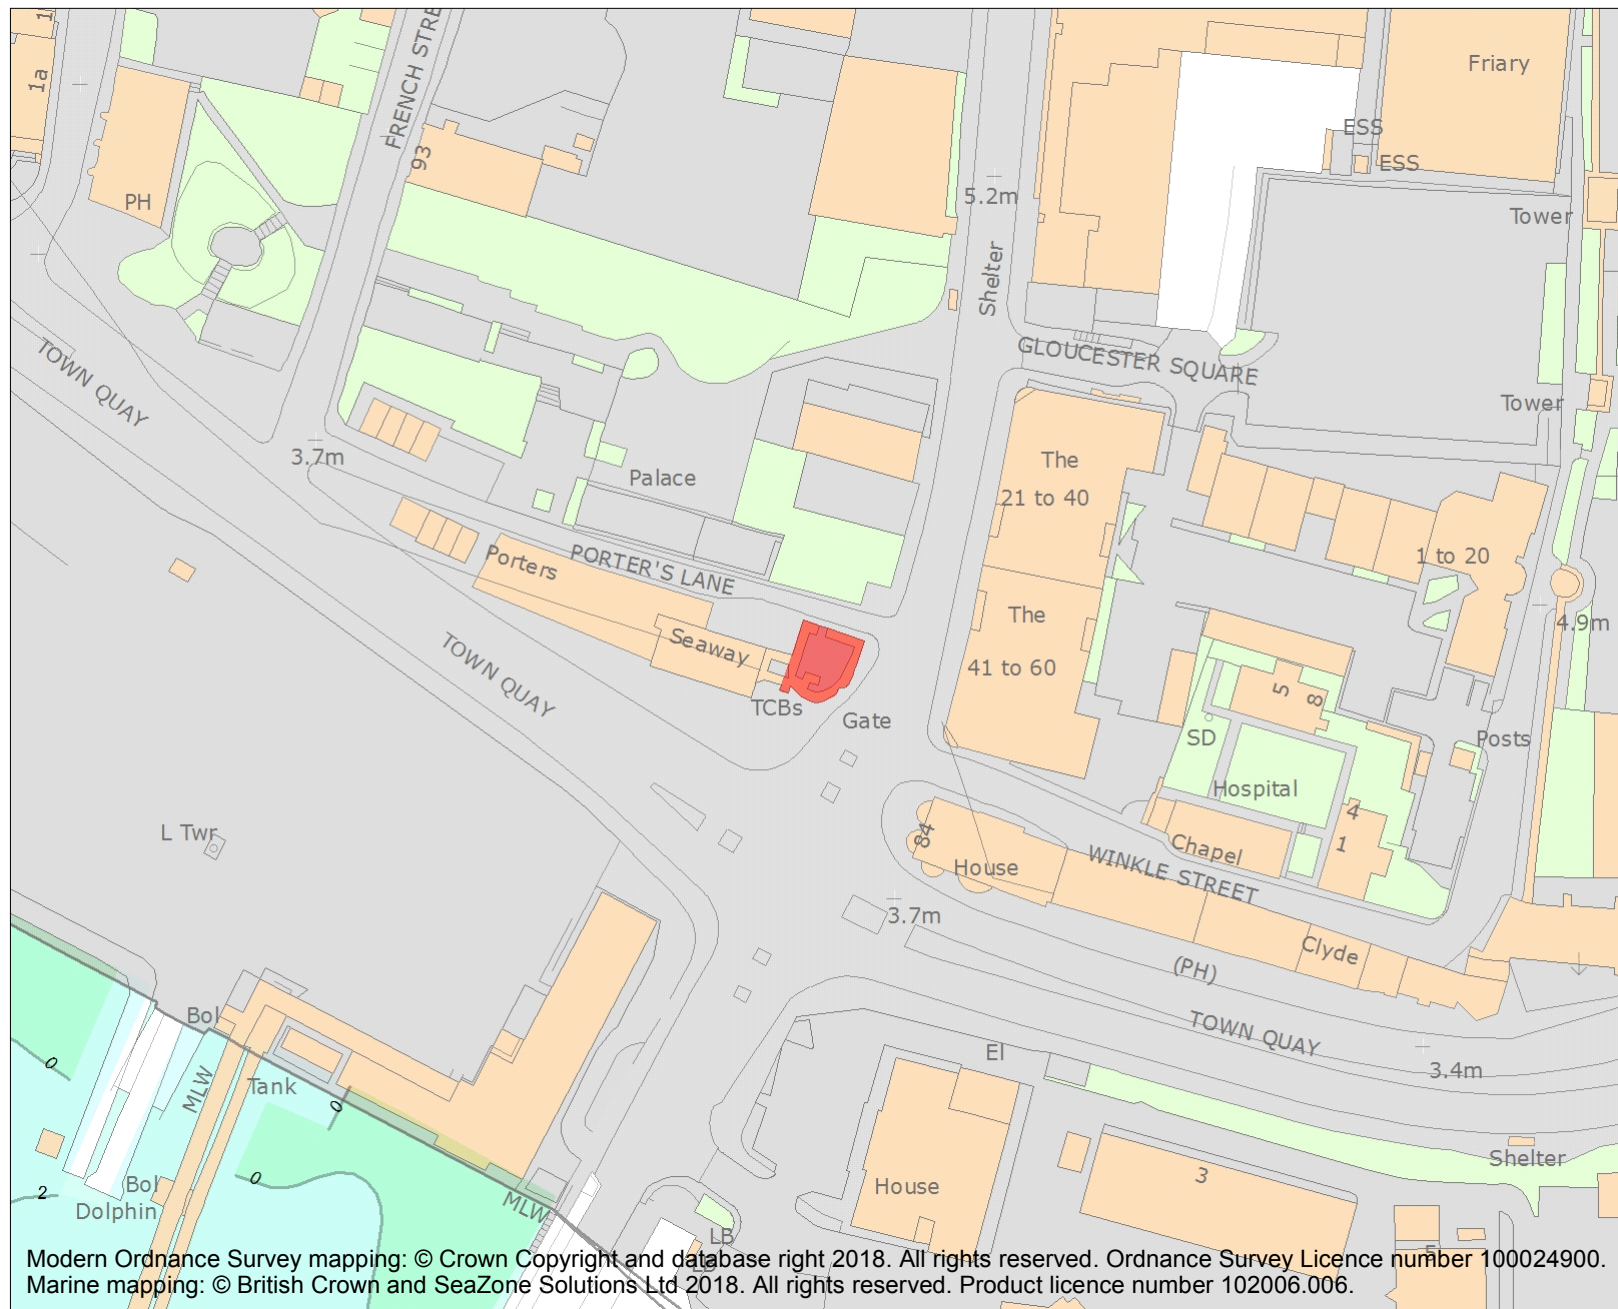 1a
FRENCH STRE
Friary
93
ESS
ESS
PH
5.2m
Tower
Shelter
TOWN QUAY
GLOUCESTER SQUARE
Tower
3.7m
The
21 to 40
Palace
Porters
PORTER'S LANE
1 to 20
The
41 to 60
4.9m
Seaway
TOWN QUAY
TCBs
Gate
5
8
SD
Posts
Hospital
L Twr
84
House
Chapel
4
1
WINKLE STREET
3.7m
Clyde
(PH)
Bol
TOWN QUAY
El
3.4m
0
MLW
Tank
0
Shelter
0
2
Bol
Dolphin
MLW
House
3
LB
LB
Modern Ordnance Survey mapping: © Crown Copyright and database right 2018. All rights reserved. Ordnance Survey Licence number 100024900.
Marine mapping: © British Crown and SeaZone Solutions Ltd 2018. All rights reserved. Product licence number 102006.006.